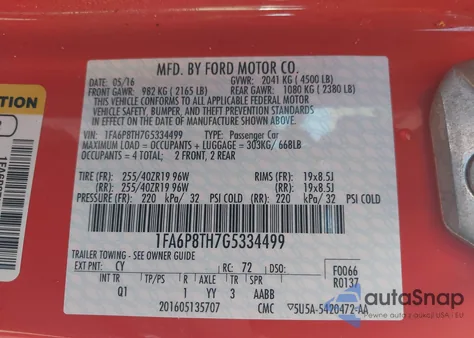 MFD. BY FORD MOTOR CO.
DATE: 05/16 GVWR: 2041 KG ( 4500 LB)
FRONT GAWR: 982 KG ( 2165 LB) REAR GAWR: 1080 KG ( 2380 LB)
THIS VEHICLE CONFORMS TO ALL APPLICABLE FEDERAL MOTOR
VEHICLE SAFETY, BUMPER, AND THEFT PREVENTION STANDARDS
IN EFFECT ON THE DATE OF MANUFACTURE SHOWN ABOVE.
VIN: 1FA6P8TH7G5334499 TYPE: Passenger Car
MAXIMUM LOAD = OCCUPANTS + LUGGAGE = 303KG/ 668LB
OCCUPANTS = 4 TOTAL; 2 FRONT, 2 REAR
TIRE (FR): 255/40ZR19 96W RIMS (FR): 19x8.5J
(RR): 255/40ZR19 96W (RR): 19x8.5J
PRESSURE (FR): 220 kPa/ 32 PSI COLD (RR): 220 kPa/ 32 PSI COLD
1FA6P8TH7G5334499
TRAILER TOWING - SEE OWNER GUIDE
EXT PNT: CY RC: 72 DSO: F0066
R0137
INT TR TP/PS R AXLE TR SPR
Q1 1 YY 3 AABB
201605135707 CMC 5U5A-5420472-AA
autoSnap
Pewne auta z USA i EU